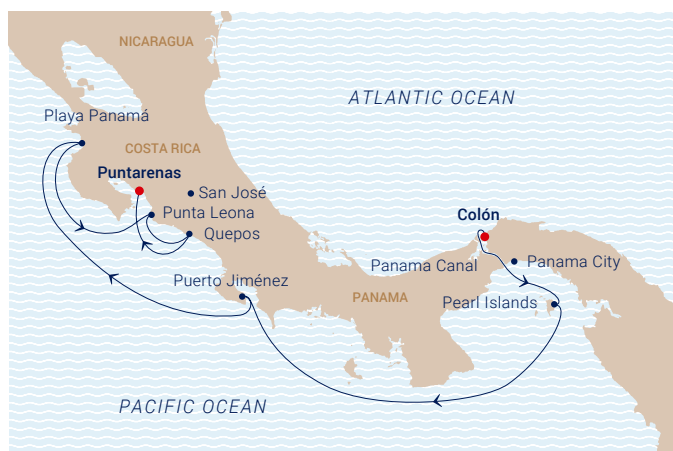 NICARAGUA
ATLANTIC OCEAN
Playa Panamá
COSTA RICA
Puntarenas
San José
Punta Leona
Colón
Quepos
Panama Canal
Panama City
Puerto Jiménez
PANAMA
Pearl Islands
PACIFIC OCEAN